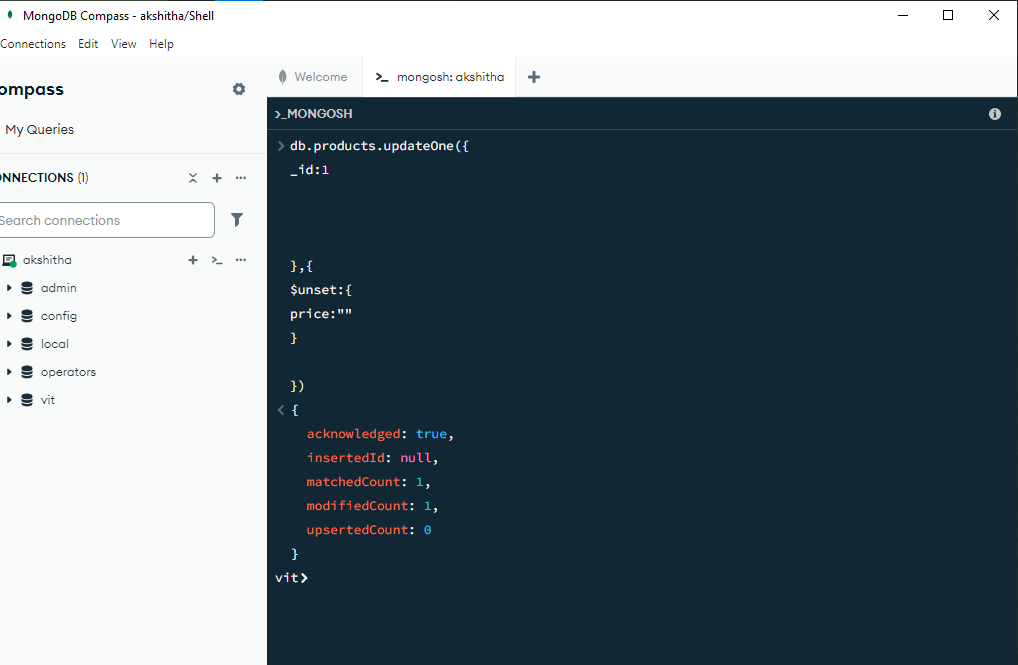 MongoDB Compass - akshitha/Shell
Connections Edit View Help
ompass
My Queries
ONNECTIONS (1)
Search connections
akshitha
admin
config
local
operators
vit
Welcome
>_ mongosh: akshitha
>_MONGOSH
> db.products.updateOne({
_id:1
},{
$unset:{
price:""
}
})
< {
acknowledged: true,
insertedId: null,
matchedCount: 1,
modifiedCount: 1,
upsertedCount: 0
}
vit>